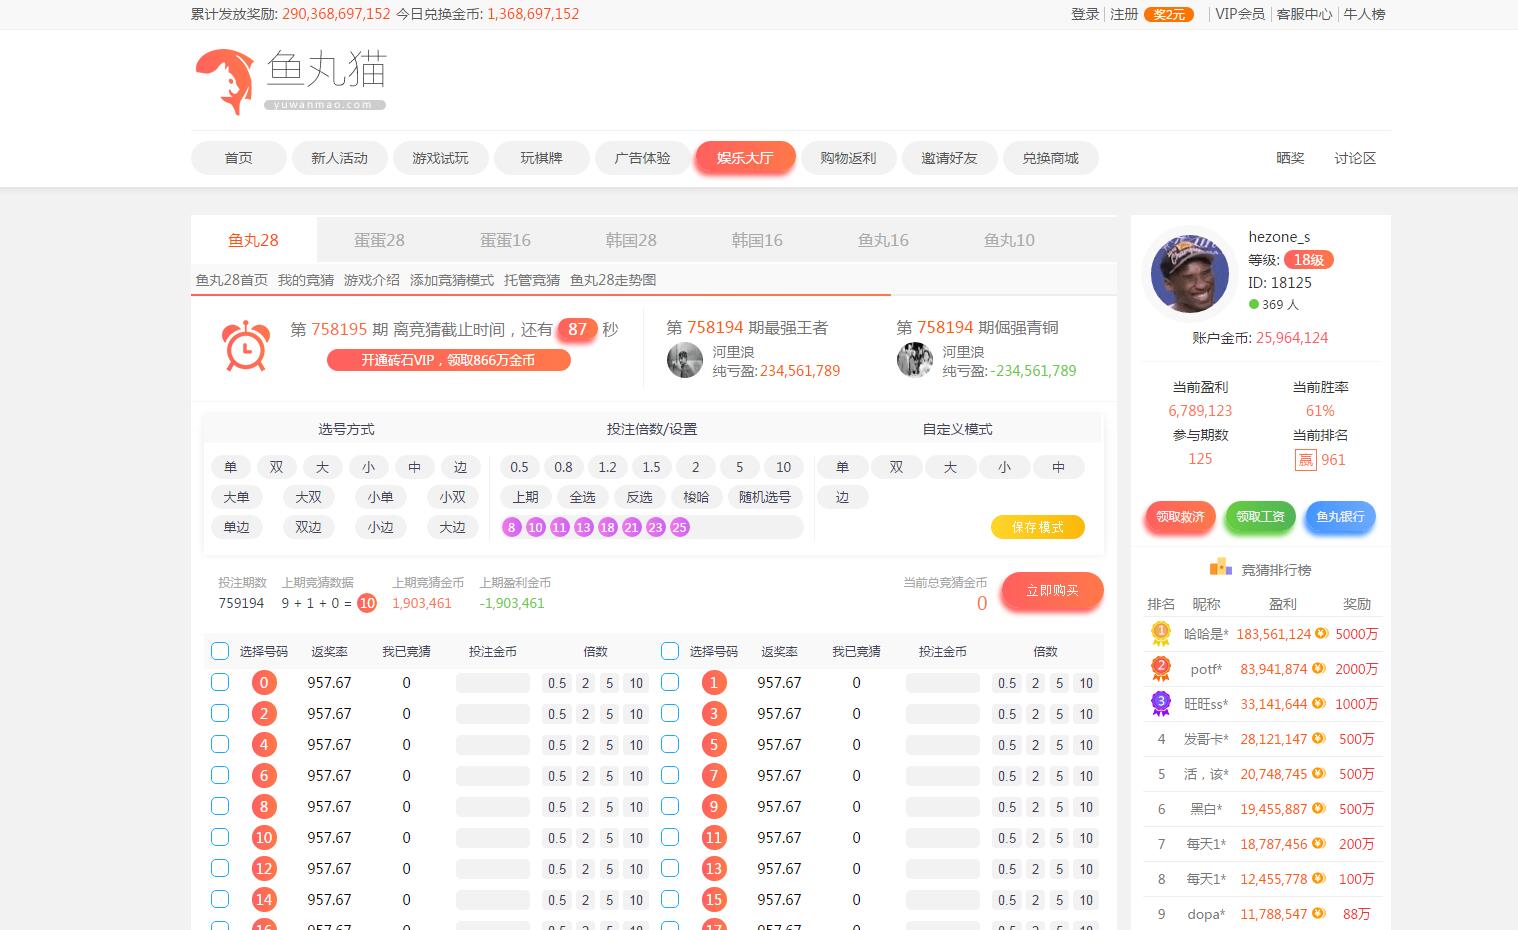 累计发放奖励: 290,368,697,152 今日兑换金币: 1,368,697,152
登录 注册 奖2元 VIP会员 客服中心 牛人榜
鱼丸猫
yuwanmao.com
首页 新人活动 游戏试玩 玩棋牌 广告体验 娱乐大厅 购物返利 邀请好友 兑换商城 晒奖 讨论区
鱼丸28 蛋蛋28 蛋蛋16 韩国28 韩国16 鱼丸16 鱼丸10
鱼丸28首页 我的竞猜 游戏介绍 添加竞猜模式 托管竞猜 鱼丸28走势图
第 758195 期 离竞猜截止时间，还有 87 秒
开通砖石VIP，领取866万金币
第 758194 期最强王者
河里浪
纯亏盈:234,561,789
第 758194 期倔强青铜
河里浪
纯亏盈:-234,561,789
选号方式 投注倍数/设置 自定义模式
单 双 大 小 中 边 0.5 0.8 1.2 1.5 2 5 10 单 双 大 小 中
大单 大双 小单 小双 上期 全选 反选 梭哈 随机选号 边
单边 双边 小边 大边 8 10 11 13 18 21 23 25 保存模式
投注期数 上期竞猜数据 上期竞猜金币 上期盈利金币 当前总竞猜金币
759194 9 + 1 + 0 = 10 1,903,461 -1,903,461 0 立即购买
选择号码 返奖率 我已竞猜 投注金币 倍数 选择号码 返奖率 我已竞猜 投注金币 倍数
0 957.67 0 0.5 2 5 10 1 957.67 0 0.5 2 5 10
2 957.67 0 0.5 2 5 10 3 957.67 0 0.5 2 5 10
4 957.67 0 0.5 2 5 10 5 957.67 0 0.5 2 5 10
6 957.67 0 0.5 2 5 10 7 957.67 0 0.5 2 5 10
8 957.67 0 0.5 2 5 10 9 957.67 0 0.5 2 5 10
10 957.67 0 0.5 2 5 10 11 957.67 0 0.5 2 5 10
12 957.67 0 0.5 2 5 10 13 957.67 0 0.5 2 5 10
14 957.67 0 0.5 2 5 10 15 957.67 0 0.5 2 5 10
16 957.67 0 0.5 2 5 10 17 957.67 0 0.5 2 5 10
hezone_s
等级: 18级
ID: 18125
369 人
账户金币: 25,964,124
当前盈利 当前胜率
6,789,123 61%
参与期数 当前排名
125 赢 961
领取救济 领取工资 鱼丸银行
竞猜排行榜
排名 昵称 盈利 奖励
1 哈哈是* 183,561,124 5000万
2 potf* 83,941,874 2000万
3 旺旺ss* 33,141,644 1000万
4 发哥卡* 28,121,147 500万
5 活，该* 20,748,745 500万
6 黑白* 19,455,887 500万
7 每天1* 18,787,456 200万
8 每天1* 12,455,778 100万
9 dopa* 11,788,547 88万